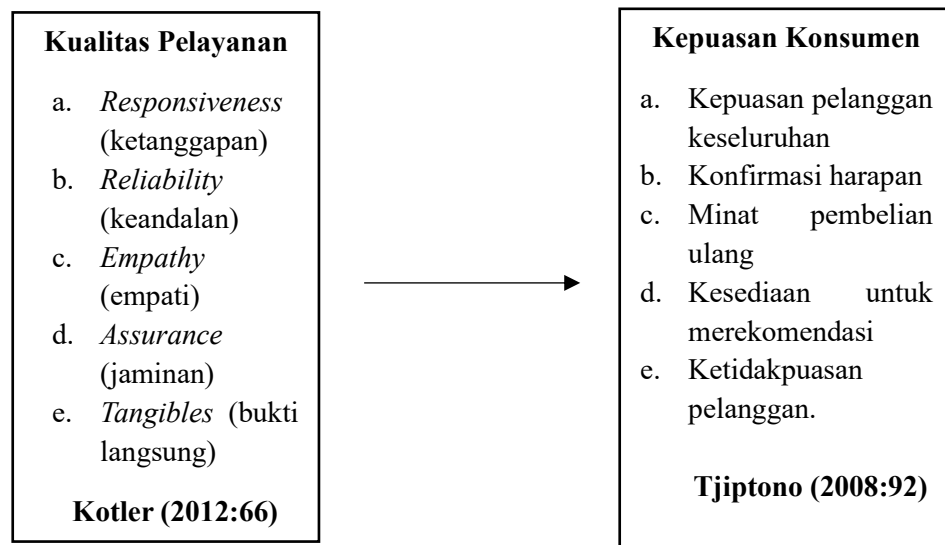 Kualitas Pelayanan
a. Responsiveness
(ketanggapan)
b. Reliability
(keandalan)
c. Empathy
(empati)
d. Assurance
(jaminan)
e. Tangibles (bukti
langsung)
Kotler (2012:66)
Kepuasan Konsumen
a. Kepuasan pelanggan
keseluruhan
b. Konfirmasi harapan
c. Minat pembelian
ulang
d. Kesediaan untuk
merekomendasi
e. Ketidakpuasan
pelanggan.
Tjiptono (2008:92)